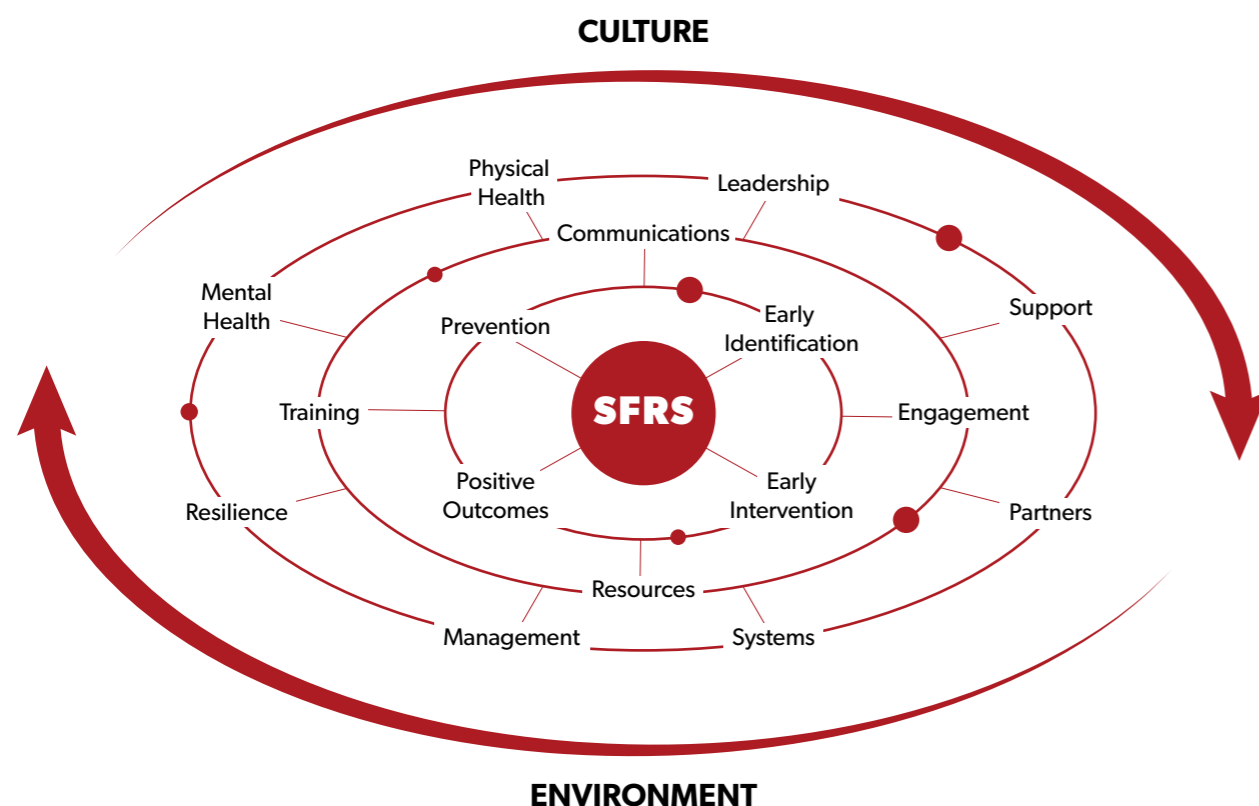 CULTURE
Physical
Health
Leadership
Communications
Mental
Health
Support
Prevention
Early
Identification
SFRS
Training
Engagement
Positive
Outcomes
Early
Intervention
Resilience
Partners
Resources
Management
Systems
ENVIRONMENT